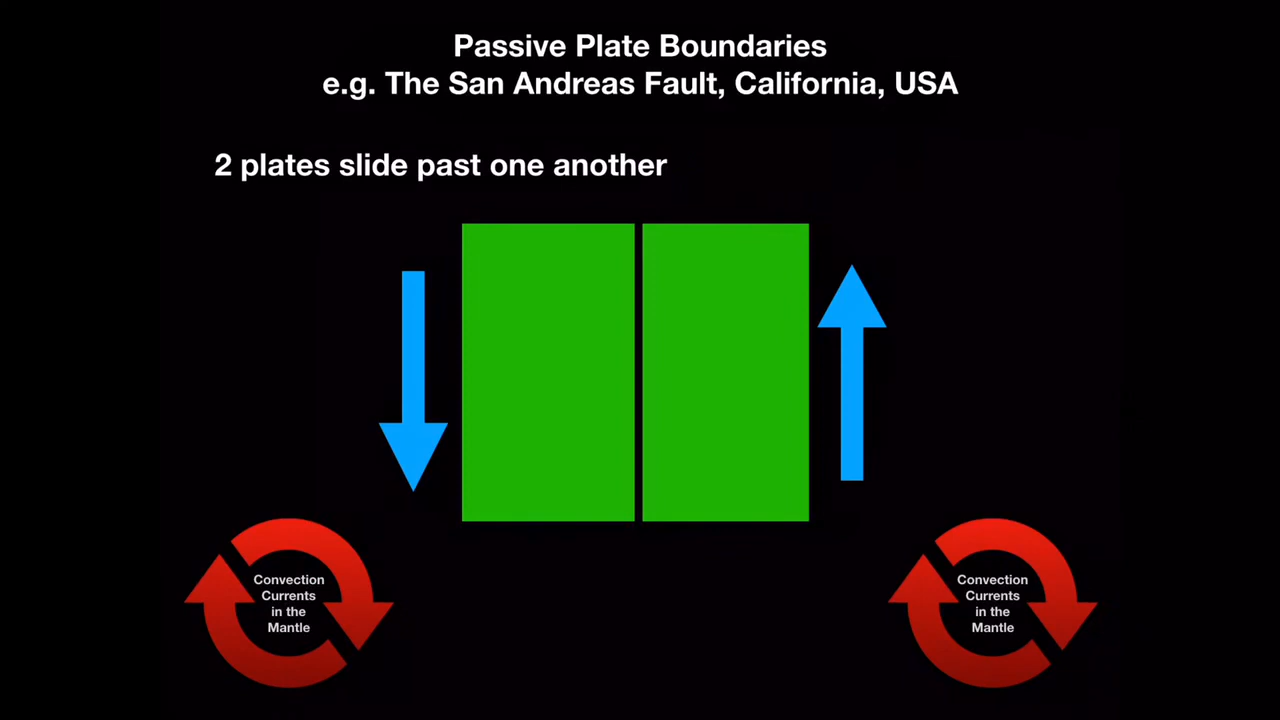 Passive Plate Boundaries
e.g. The San Andreas Fault, California, USA
2 plates slide past one another
Convection
Currents
in the
Mantle
Convection
Currents
in the
Mantle